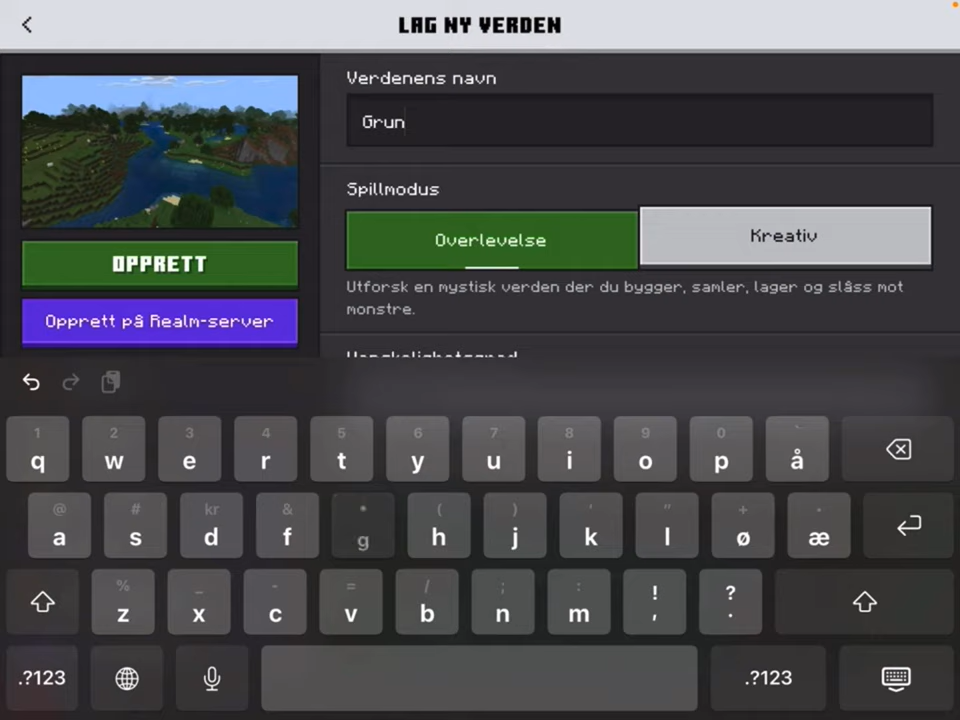 LAG NY VERDEN
Verdenens navn
Grun
Spillmodus
Overlevelse
Kreativ
Utforsk en mystisk verden der du bygger, samler, lager og slåss mot
monstre.
OPPRETT
Opprett på Realm-server
1 2 3 4 5 6 7 8 9 0 `
q w e r t y u i o p å
@ # kr & * ( ) ' " + ·
a s d f g h j k l ø æ
% _ - = / ; : ! ?
z x c v b n m , .
.?123 .?123